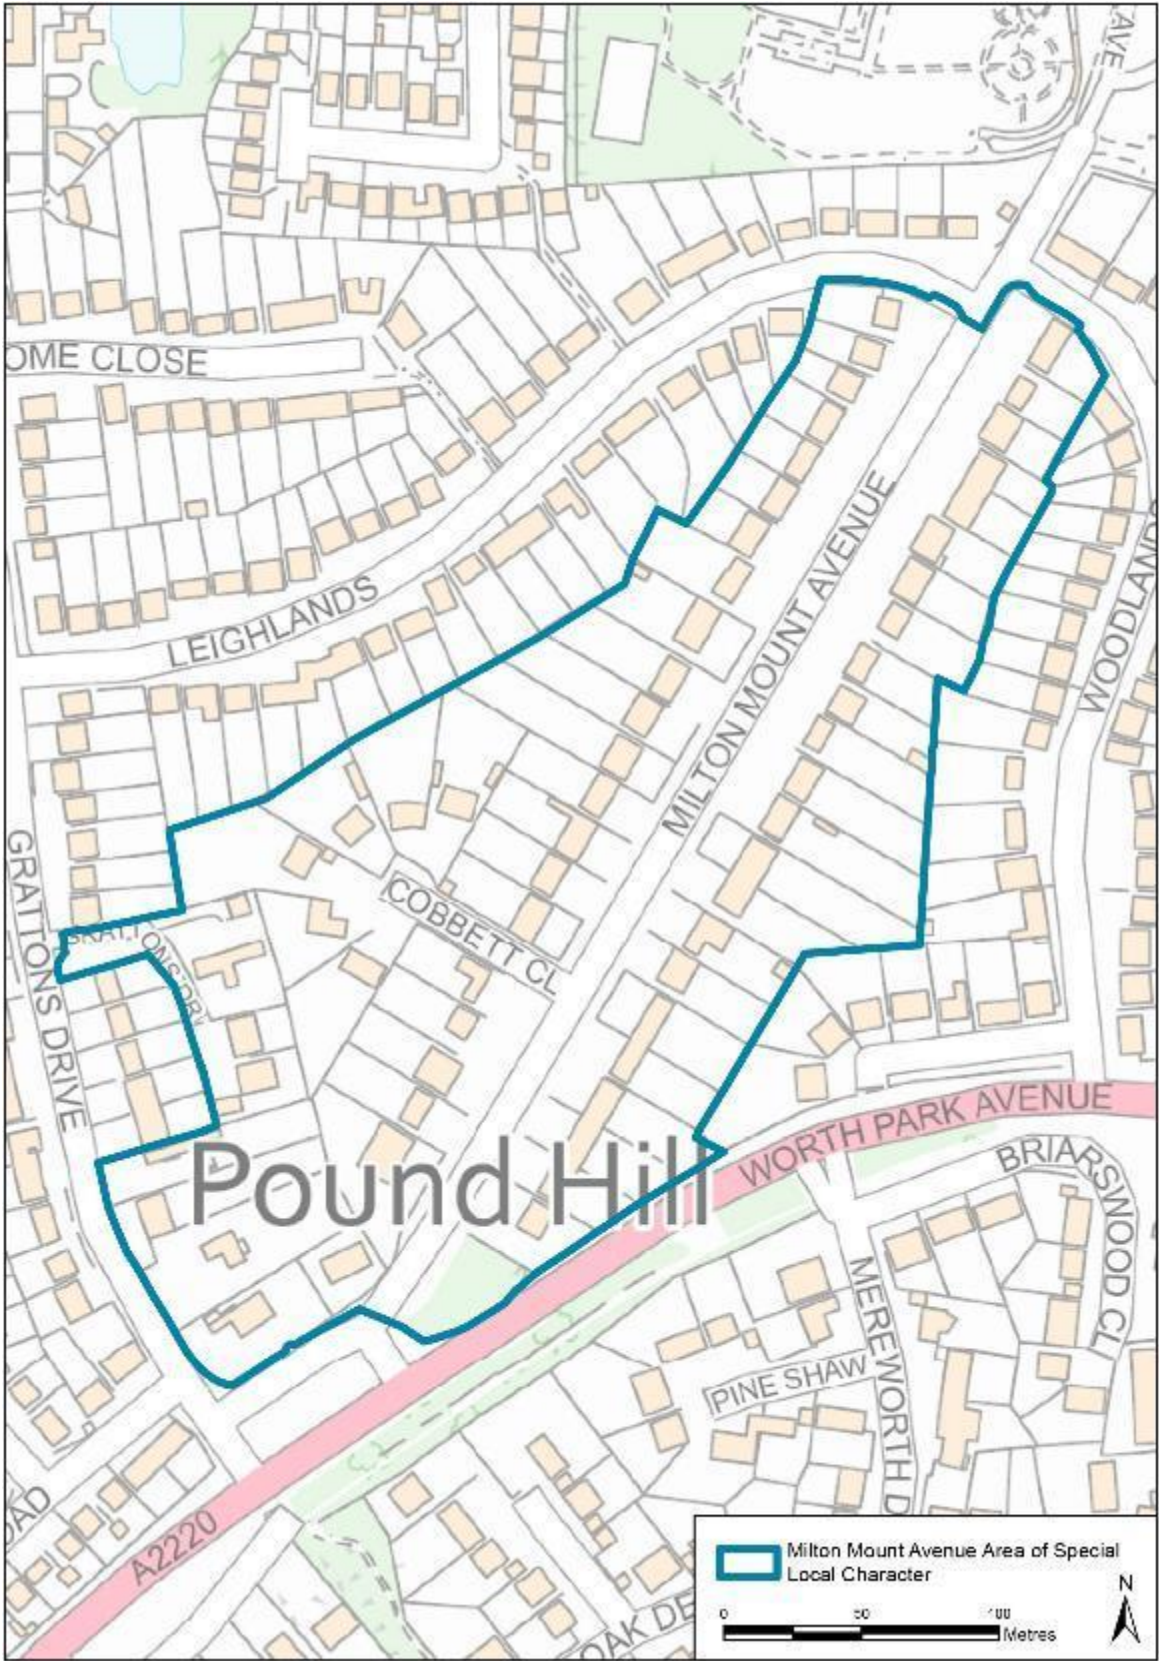 AVE
OME CLOSE
LEIGHLANDS
MILTON MOUNT AVENUE
WOODLAND
GRATTONS DRIVE
COBBETT CL
Pound Hill
WORTH PARK AVENUE
BRIARSWOOD CL
MEREWORTH D
PINE SHAW
OAD
A2220
OAK DE
Milton Mount Avenue Area of Special
Local Character
N
0 50 100
Metres